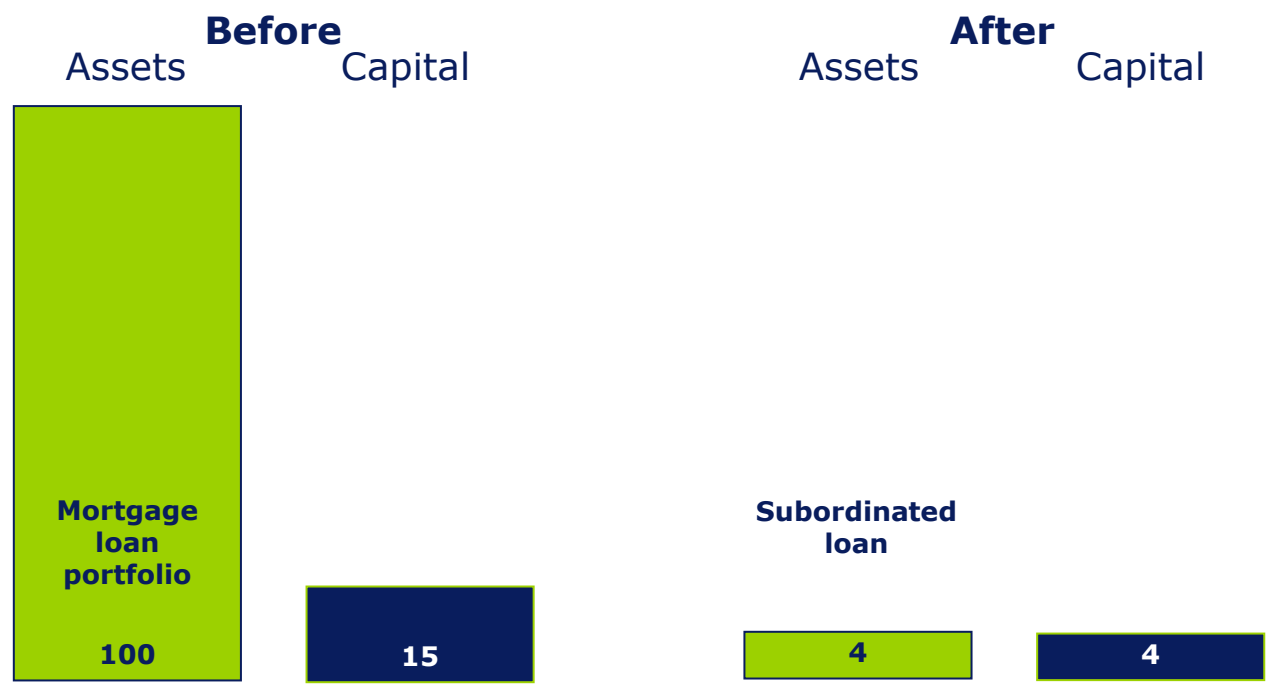 Before
Assets Capital
Mortgage
loan
portfolio
100
15
After
Assets Capital
Subordinated
loan
4
4